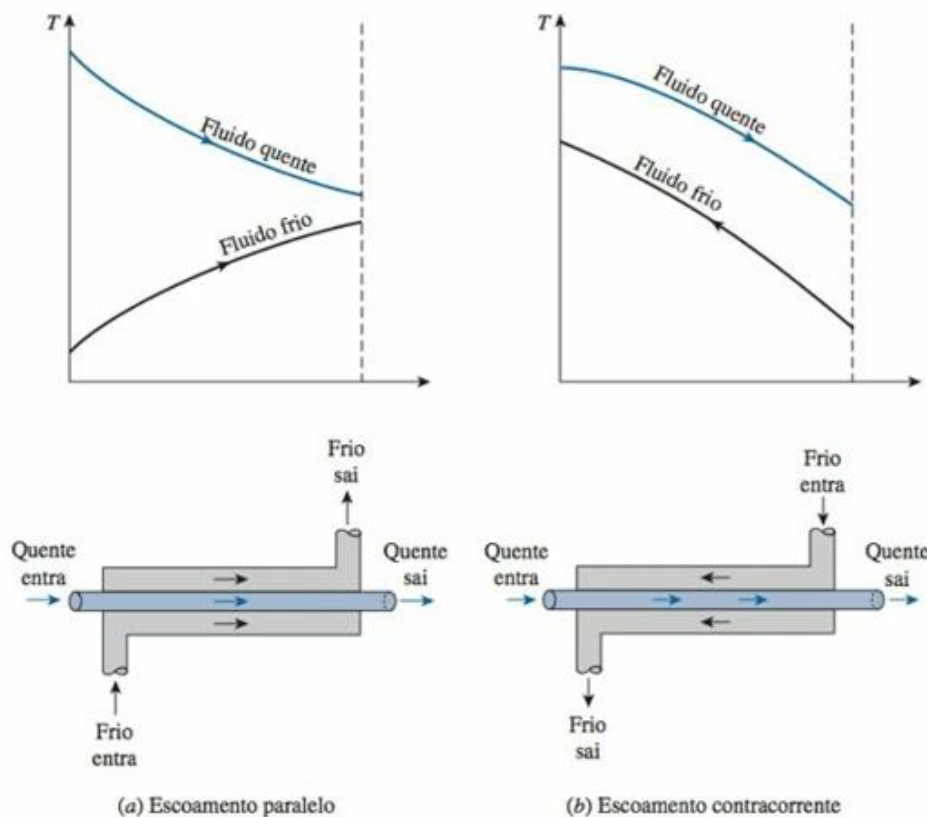 T
Fluido quente
Fluido frio
T
Fluido quente
Fluido frio
Frio
sai
Quente
entra
Quente
sai
Frio
entra
(a) Escoamento paralelo
Frio
entra
Quente
entra
Quente
sai
Frio
sai
(b) Escoamento contracorrente